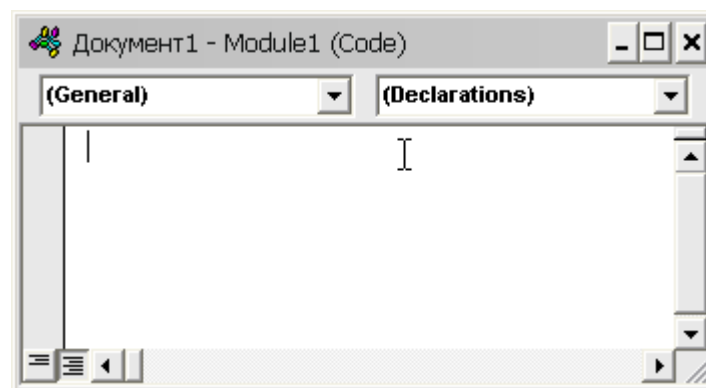 Документ1 - Module1 (Code)
(General) (Declarations)